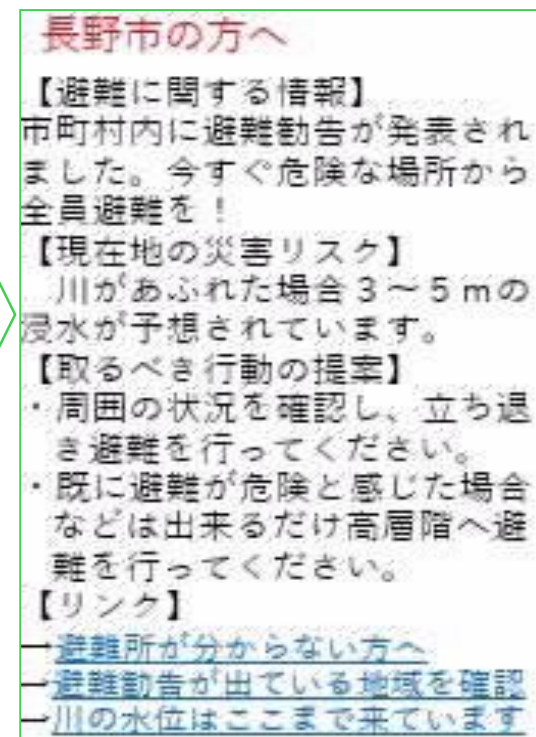 長野市の方へ
【避難に関する情報】
市町村内に避難勧告が発表され
ました。今すぐ危険な場所から
全員避難を！
【現在地の災害リスク】
川があふれた場合３～５ｍの
浸水が予想されています。
【取るべき行動の提案】
・周囲の状況を確認し、立ち退
き避難を行ってください。
・既に避難が危険と感じた場合
などは出来るだけ高層階へ避
難を行ってください。
【リンク】
→避難所が分からない方へ
→避難勧告が出ている地域を確認
→川の水位はここまで来ています